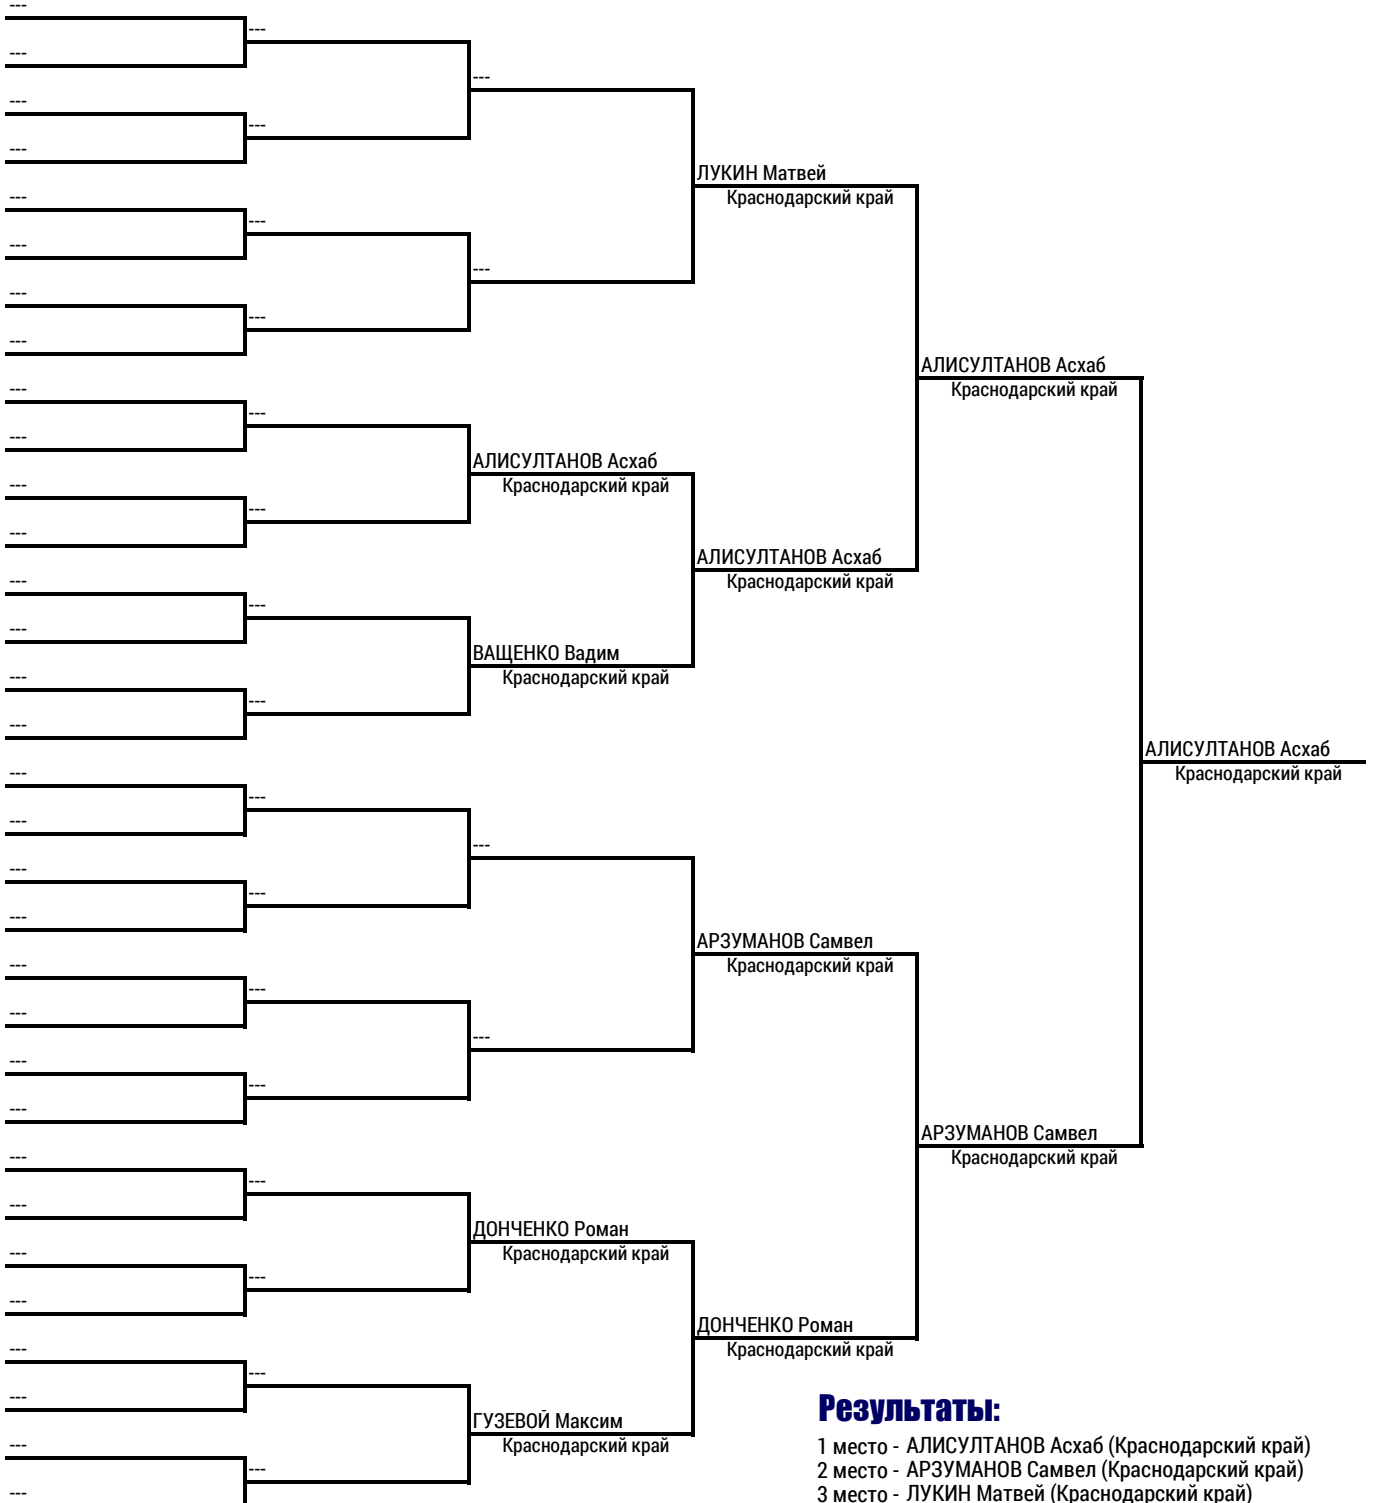 ---
---
---
---
---
---
---
---
---
---
---
ЛУКИН Матвей
Краснодарский край
---
---
---
---
---
---
---
АЛИСУЛТАНОВ Асхаб
Краснодарский край
---
---
---
АЛИСУЛТАНОВ Асхаб
Краснодарский край
---
---
---
АЛИСУЛТАНОВ Асхаб
Краснодарский край
---
---
---
ВАЩЕНКО Вадим
Краснодарский край
---
---
---
АЛИСУЛТАНОВ Асхаб
Краснодарский край
---
---
---
---
---
---
---
АРЗУМАНОВ Самвел
Краснодарский край
---
---
---
---
---
---
---
АРЗУМАНОВ Самвел
Краснодарский край
---
---
---
ДОНЧЕНКО Роман
Краснодарский край
---
---
---
ДОНЧЕНКО Роман
Краснодарский край
---
---
---
ГУЗЕВОЙ Максим
Краснодарский край
---
---
---
Результаты:
1 место - АЛИСУЛТАНОВ Асхаб (Краснодарский край)
2 место - АРЗУМАНОВ Самвел (Краснодарский край)
3 место - ЛУКИН Матвей (Краснодарский край)